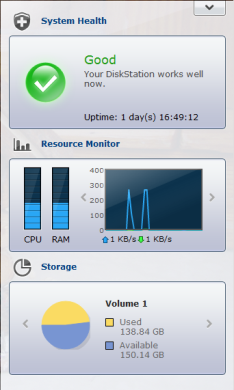 System Health
Good
Your DiskStation works well
now.
Uptime: 1 day(s) 16:49:12
Resource Monitor
400
300
200
100
0
CPU RAM
1 KB/s 1 KB/s
Storage
Volume 1
Used
138.84 GB
Available
150.14 GB